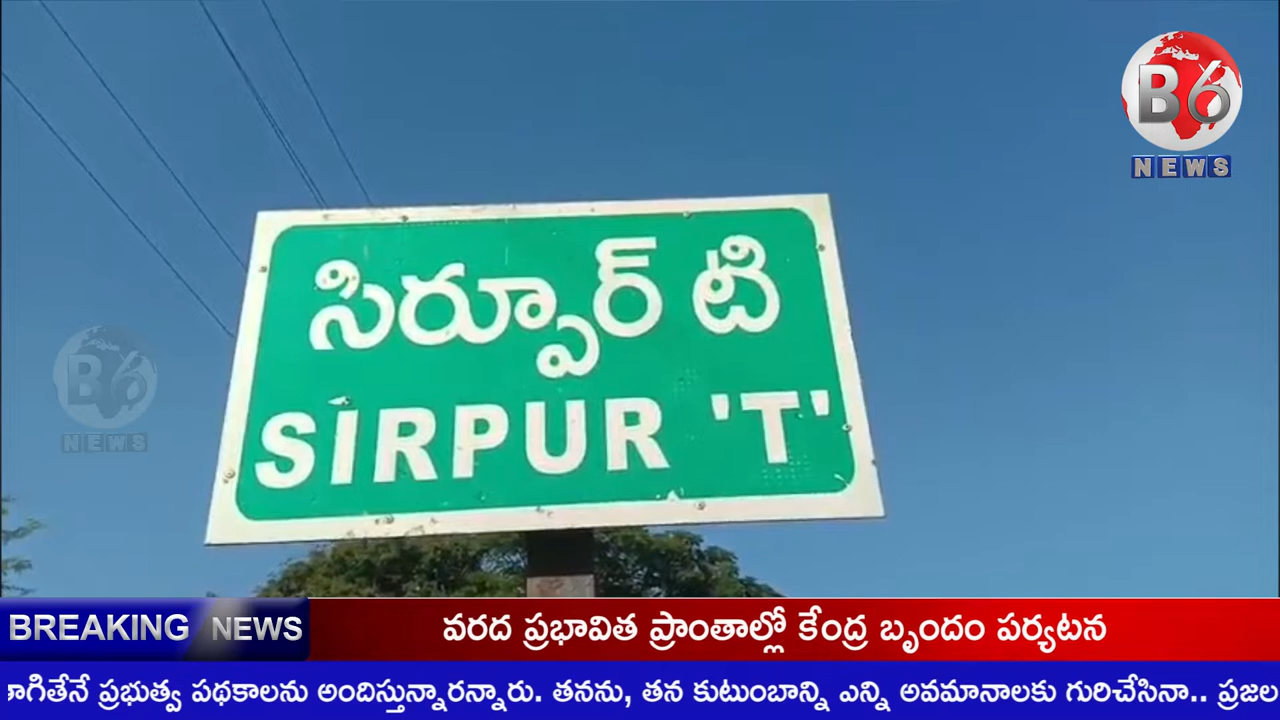 B6
NEWS
సిర్పూర్ టి
SIRPUR 'T'
B6
NEWS
BREAKING NEWS
వరద ప్రభావిత ప్రాంతాల్లో కేంద్ర బృందం పర్యటన
ప్రభుత్వ పథకాలను అందిస్తున్నారన్నారు. తనను, తన కుటుంబాన్ని ఎన్ని అవమానాలకు గురిచేసినా.. ప్రజల